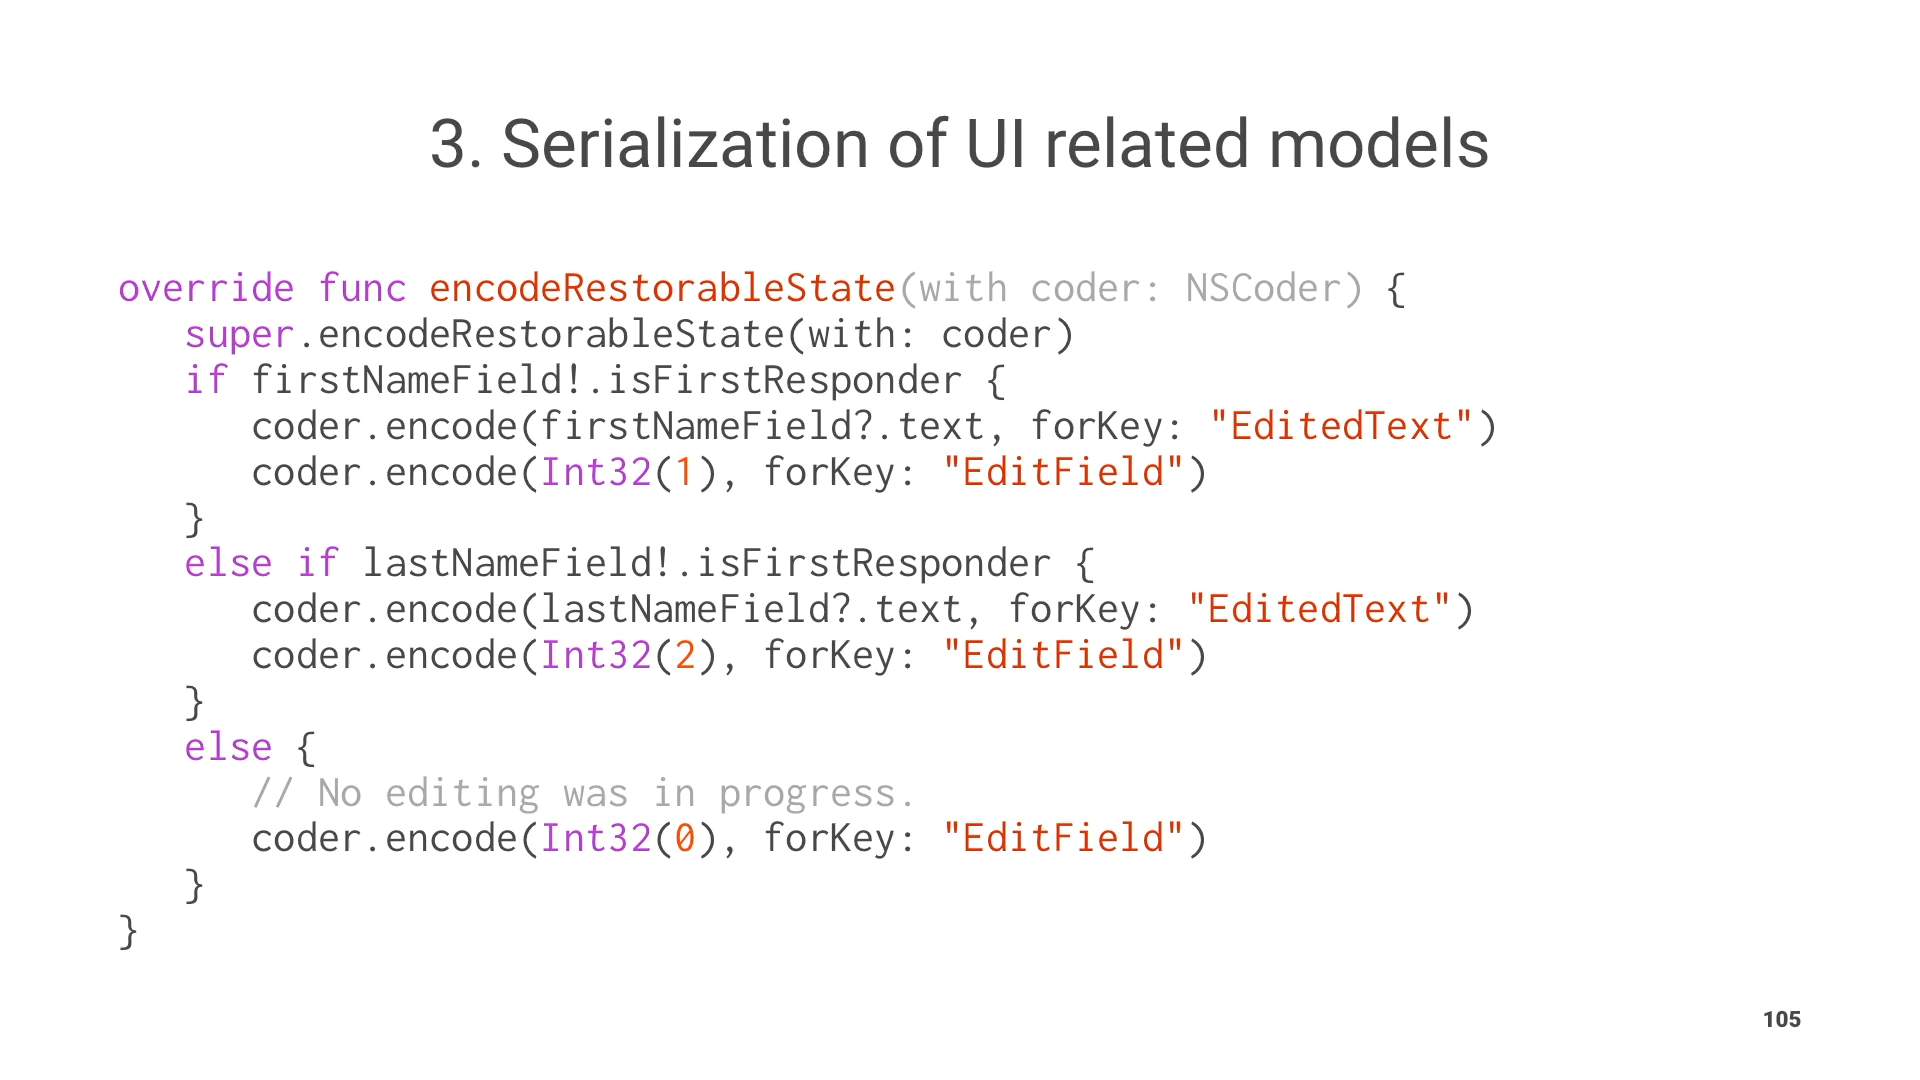 3. Serialization of UI related models
override func encodeRestorableState(with coder: NSCoder) {
   super.encodeRestorableState(with: coder)
   if firstNameField!.isFirstResponder {
      coder.encode(firstNameField?.text, forKey: "EditedText")
      coder.encode(Int32(1), forKey: "EditField")
   }
   else if lastNameField!.isFirstResponder {
      coder.encode(lastNameField?.text, forKey: "EditedText")
      coder.encode(Int32(2), forKey: "EditField")
   }
   else {
      // No editing was in progress.
      coder.encode(Int32(0), forKey: "EditField")
   }
}
105